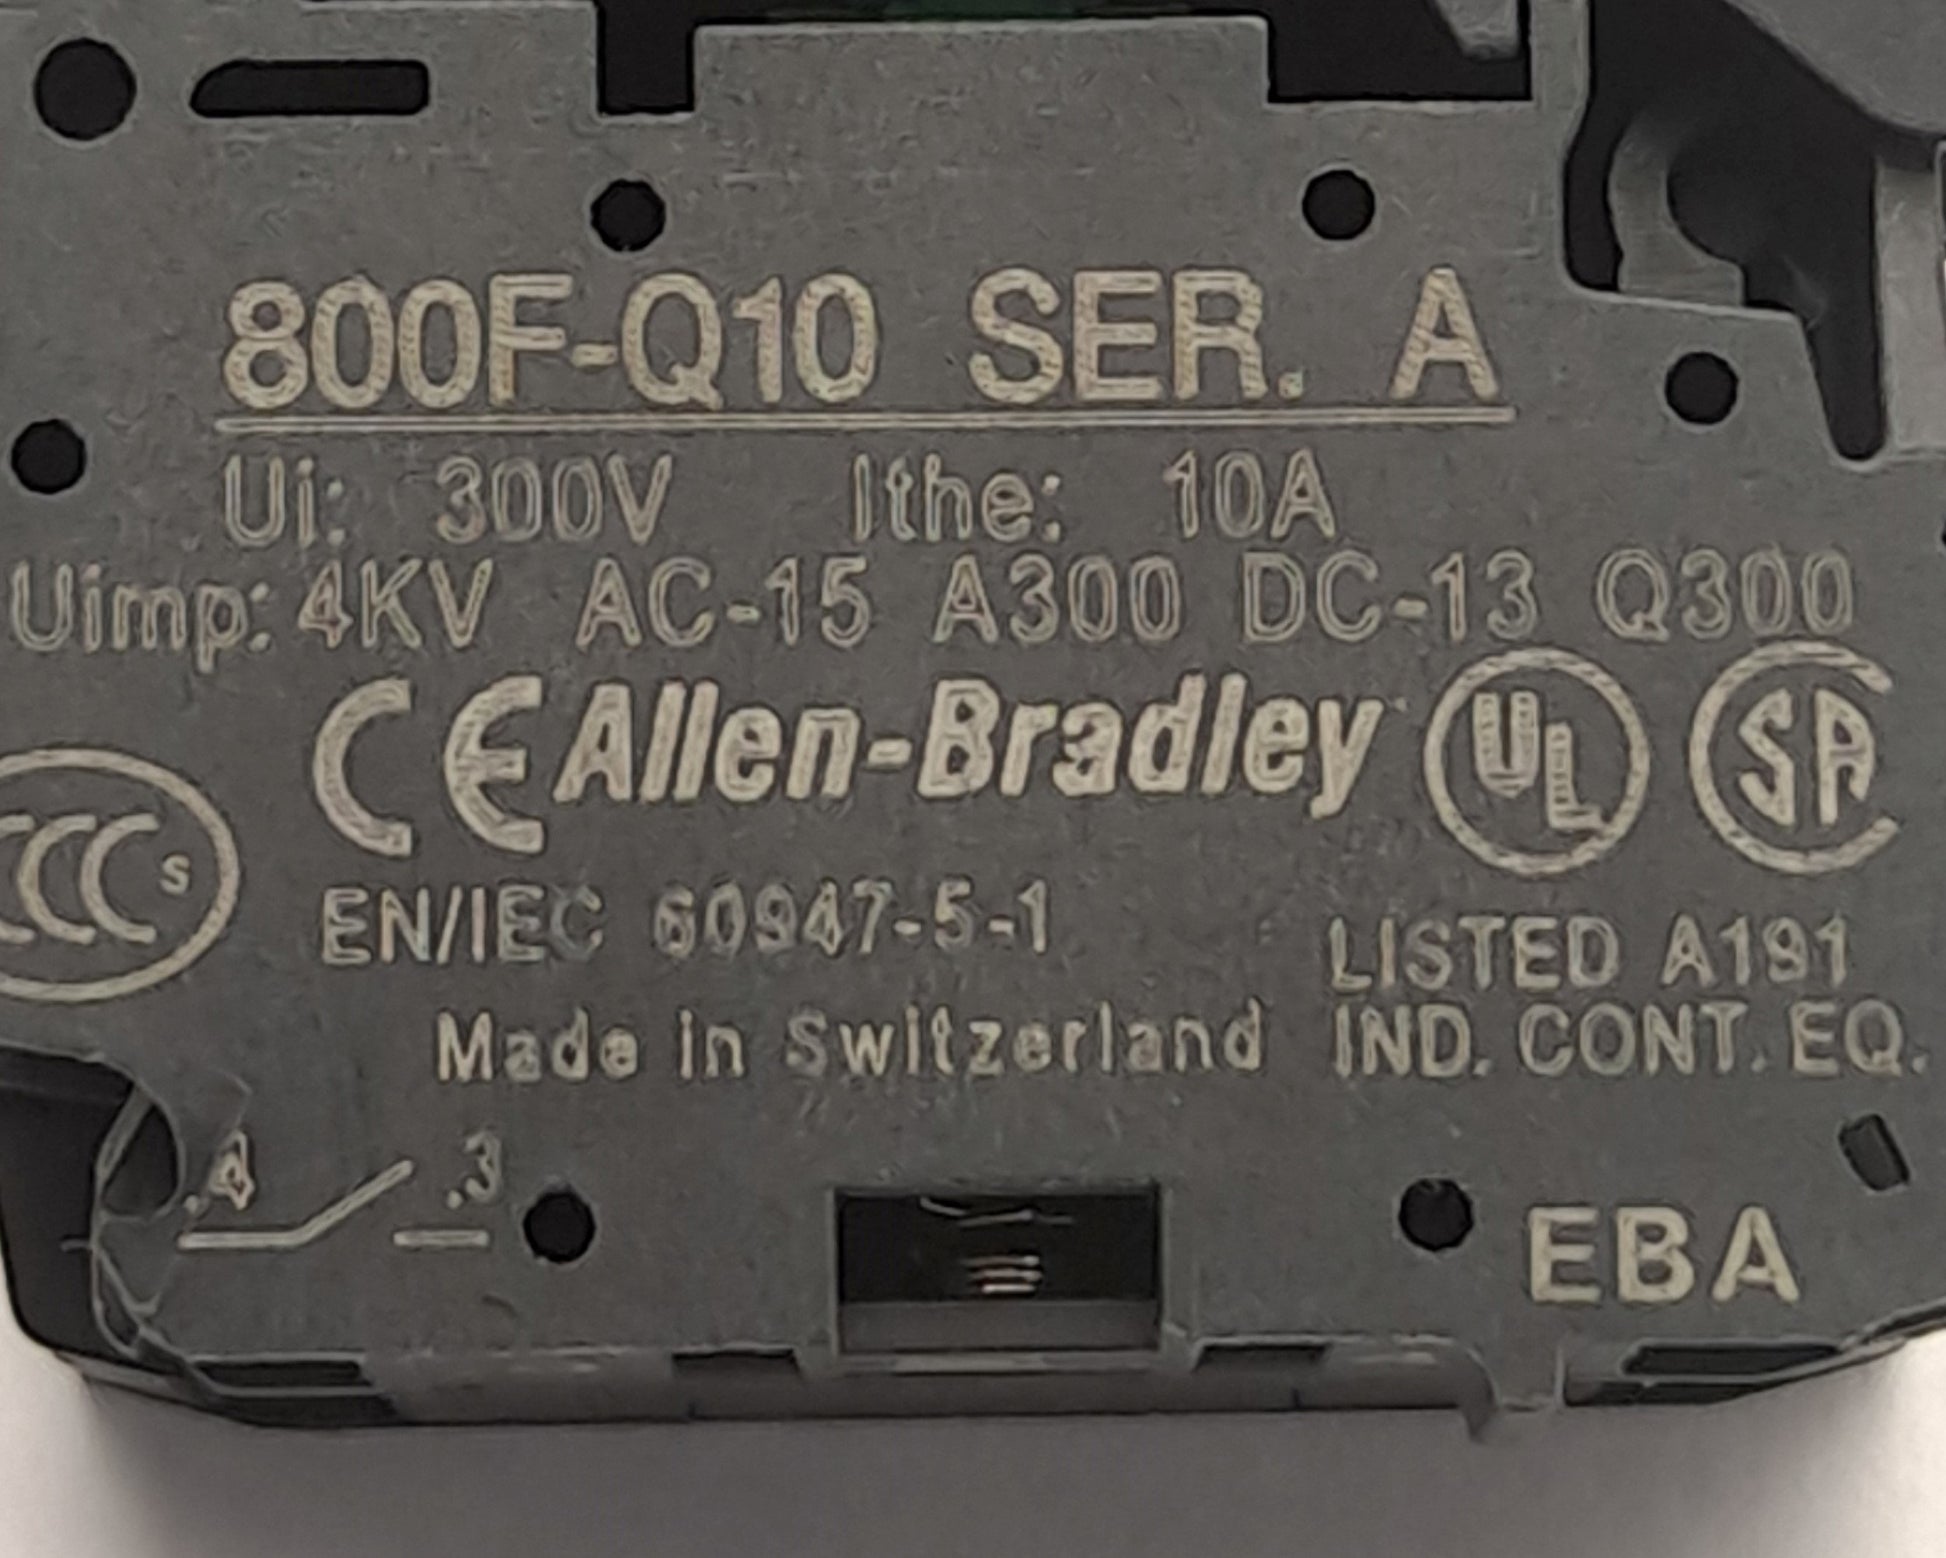 800F-Q10 SER. A
Ui: 300V Ithe: 10A
Uimp: 4KV AC-15 A300 DC-13 Q300
CE Allen-Bradley UL SA
CCC S
EN/IEC 60947-5-1
LISTED A191
Made in Switzerland
IND. CONT. EQ.
.4 .3
EBA